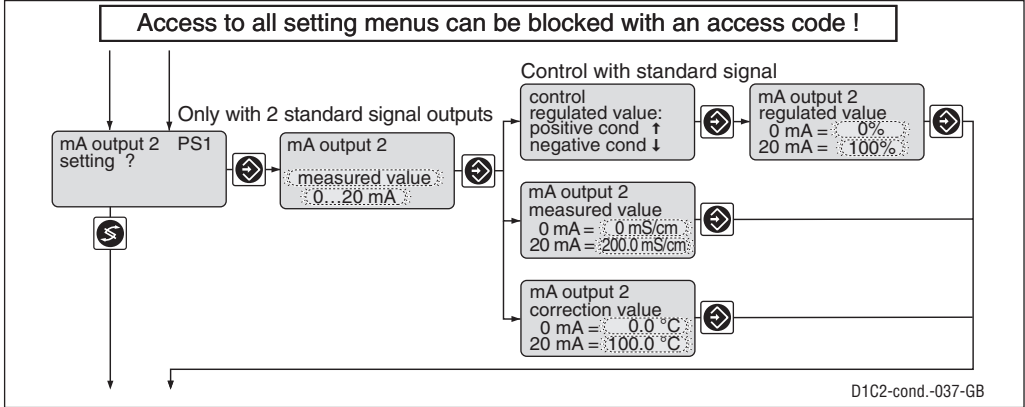 Access to all setting menus can be blocked with an access code !
Only with 2 standard signal outputs
mA output 2 PS1
setting ?
mA output 2
measured value
0...20 mA
Control with standard signal
control
regulated value:
positive cond ↑
negative cond ↓
mA output 2
regulated value
0 mA = 0%
20 mA = 100%
mA output 2
measured value
0 mA = 0 mS/cm
20 mA = 200.0 mS/cm
mA output 2
correction value
0 mA = 0.0 °C
20 mA = 100.0 °C
D1C2-cond.-037-GB